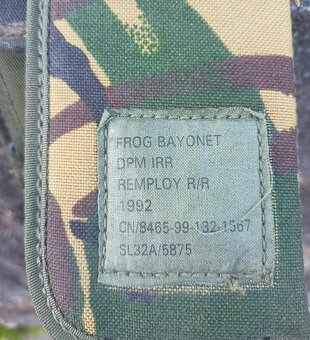 FROG BAYONET
DPM IRR
REMPLOY R/R
1992
CN/8465-99-132-1567
SL32A/5875